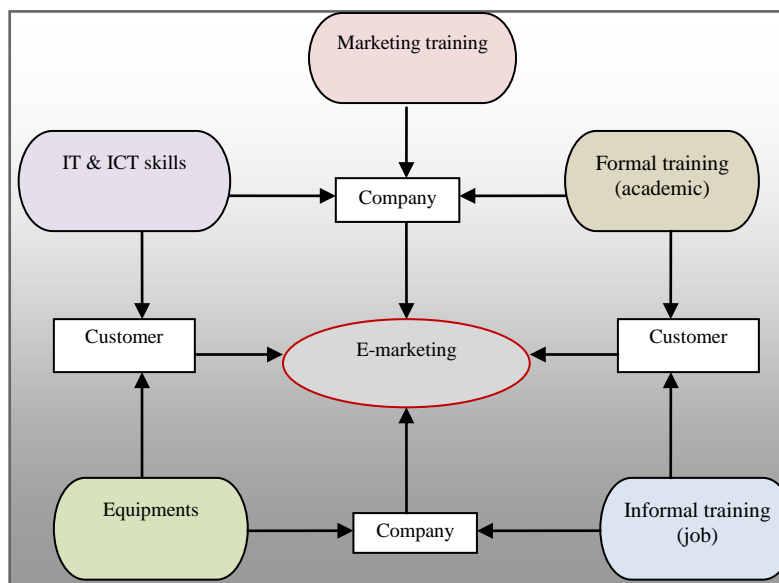 Marketing training
IT & ICT skills
Formal training
(academic)
Company
Customer
E-marketing
Customer
Equipments
Company
Informal training
(job)